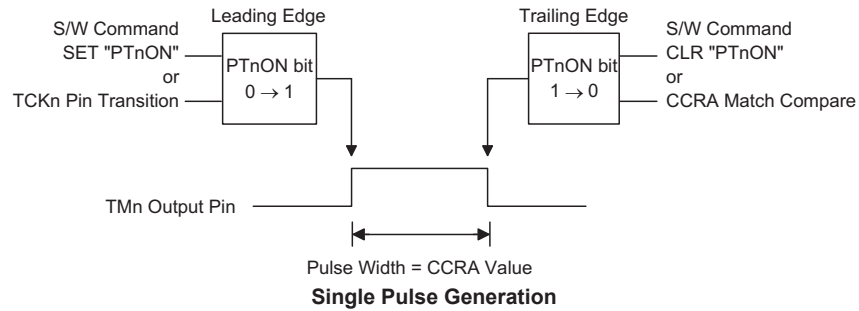 Leading Edge
S/W Command
SET "PTnON"
or
TCKn Pin Transition
PTnON bit
0 → 1
Trailing Edge
PTnON bit
1 → 0
S/W Command
CLR "PTnON"
or
CCRA Match Compare
TMn Output Pin
Pulse Width = CCRA Value
Single Pulse Generation